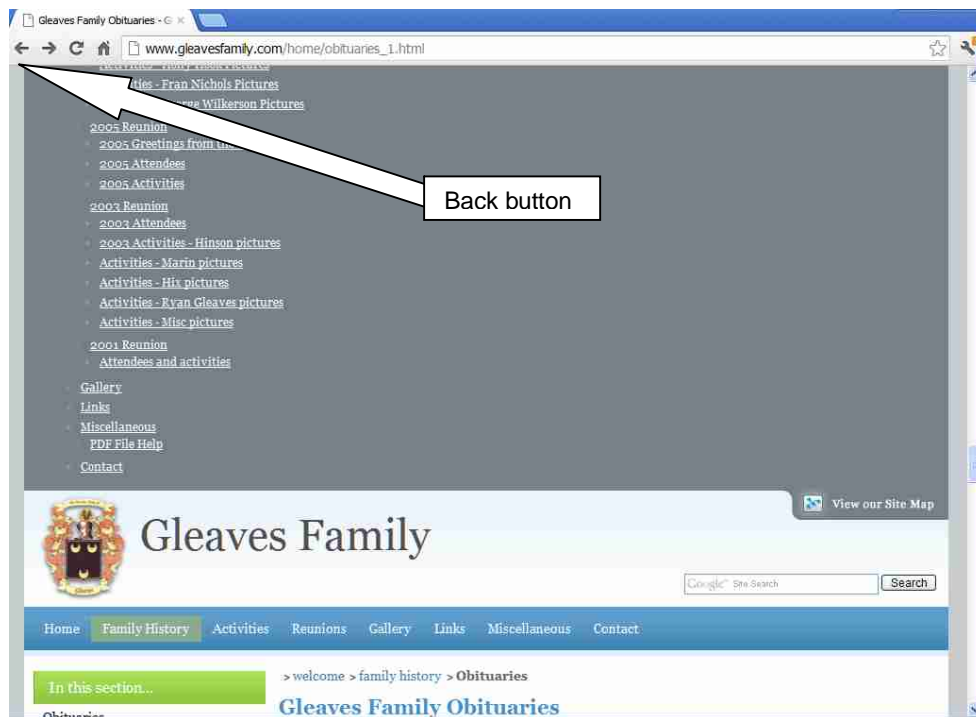 Gleaves Family Obituaries - G
www.gleavesfamily.com/home/obituaries_1.html
ties - Fran Nichols Pictures
Wilkerson Pictures
2005 Reunion
2005 Greetings from
2005 Attendees
2005 Activities
Back button
2003 Reunion
2003 Attendees
2003 Activities - Hinson pictures
Activities - Marin pictures
Activities - Hix pictures
Activities - Ryan Gleaves pictures
Activities - Misc pictures
2001 Reunion
Attendees and activities
Gallery
Links
Miscellaneous
PDF File Help
Contact
View our Site Map
Gleaves Family
Google™ Site Search
Search
Home Family History Activities Reunions Gallery Links Miscellaneous Contact
In this section...
> welcome > family history > Obituaries
Obituaries
Gleaves Family Obituaries